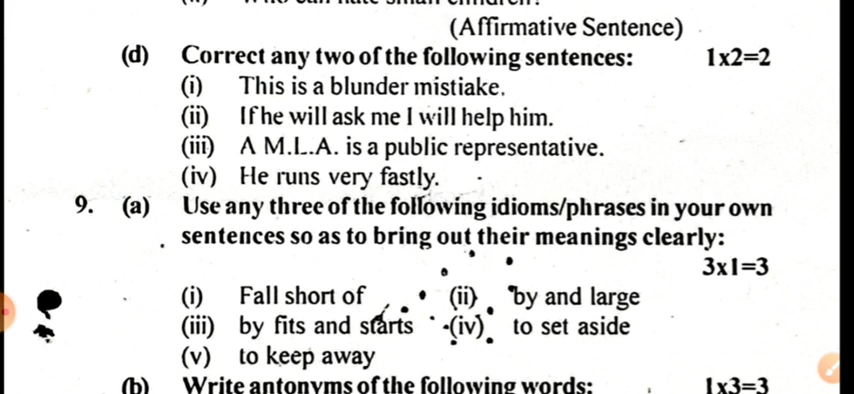 (Affirmative Sentence)
(d) Correct any two of the following sentences: 1x2=2
(i) This is a blunder mistiake.
(ii) If he will ask me I will help him.
(iii) A M.L.A. is a public representative.
(iv) He runs very fastly.
9. (a) Use any three of the following idioms/phrases in your own
sentences so as to bring out their meanings clearly:
3x1=3
(i) Fall short of (ii) by and large
(iii) by fits and starts (iv) to set aside
(v) to keep away
(b) Write antonyms of the following words: 1x3=3